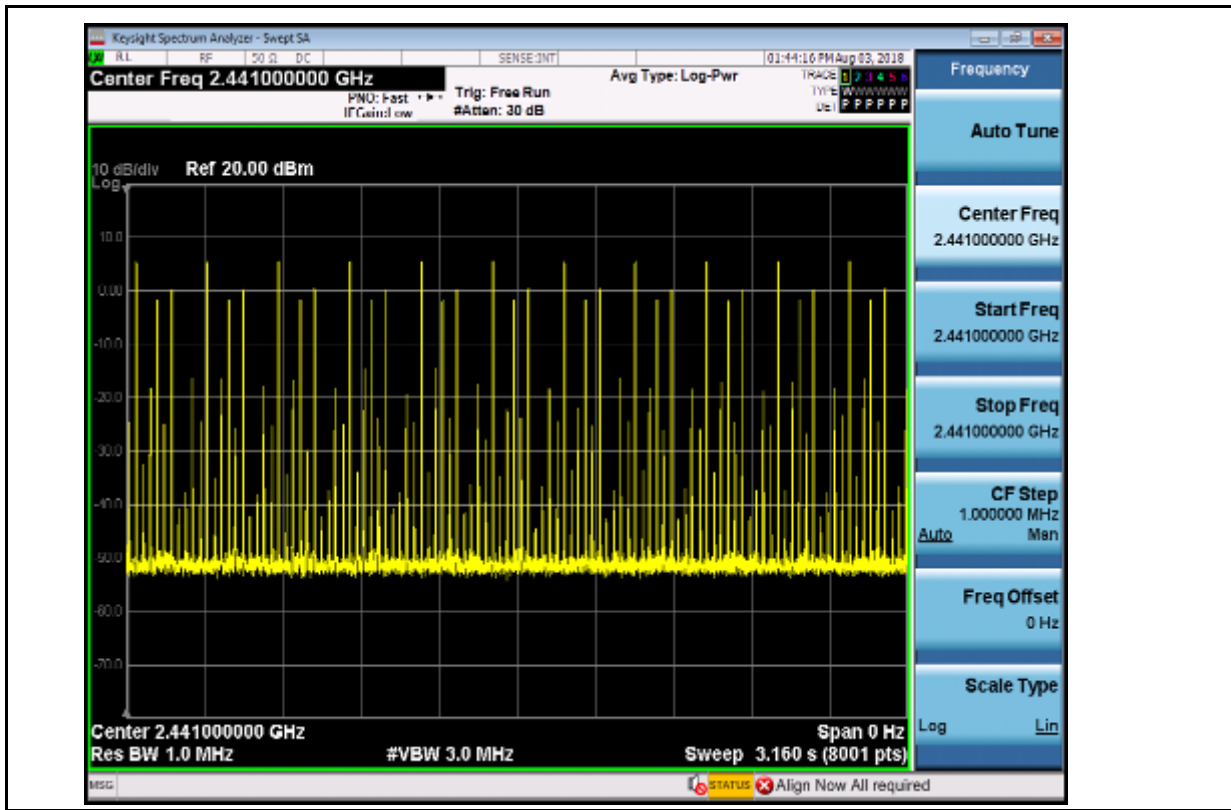 Keysight Spectrum Analyzer - Swept SA
RL RF 50 Ω DC SENSE:INT 01:44:16 PM Aug 03, 2018
Center Freq 2.441000000 GHz
Avg Type: Log-Pwr
TRACE 1 2 3 4 5 6
TYPE WWWWWW
DET P P P P P P
PNO: Fast
IFGain:Low
Trig: Free Run
#Atten: 30 dB
10 dB/div
Log
Ref 20.00 dBm
10.0
0.00
-10.0
-20.0
-30.0
-40.0
-50.0
-60.0
-70.0
Center 2.441000000 GHz
Span 0 Hz
Res BW 1.0 MHz
#VBW 3.0 MHz
Sweep 3.160 s (8001 pts)
MSG
STATUS
Align Now All required
Frequency
Auto Tune
Center Freq
2.441000000 GHz
Start Freq
2.441000000 GHz
Stop Freq
2.441000000 GHz
CF Step
1.000000 MHz
Auto Man
Freq Offset
0 Hz
Scale Type
Log Lin